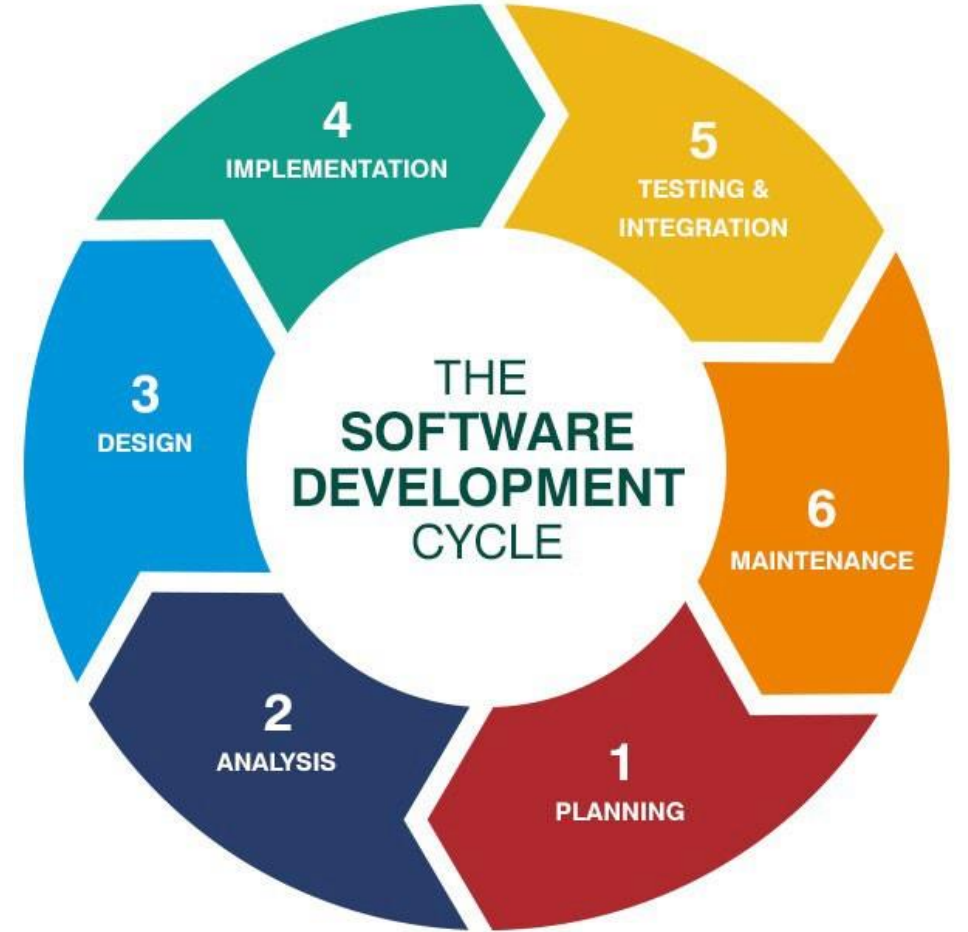 THE
SOFTWARE
DEVELOPMENT
CYCLE
1
PLANNING
2
ANALYSIS
3
DESIGN
4
IMPLEMENTATION
5
TESTING &
INTEGRATION
6
MAINTENANCE